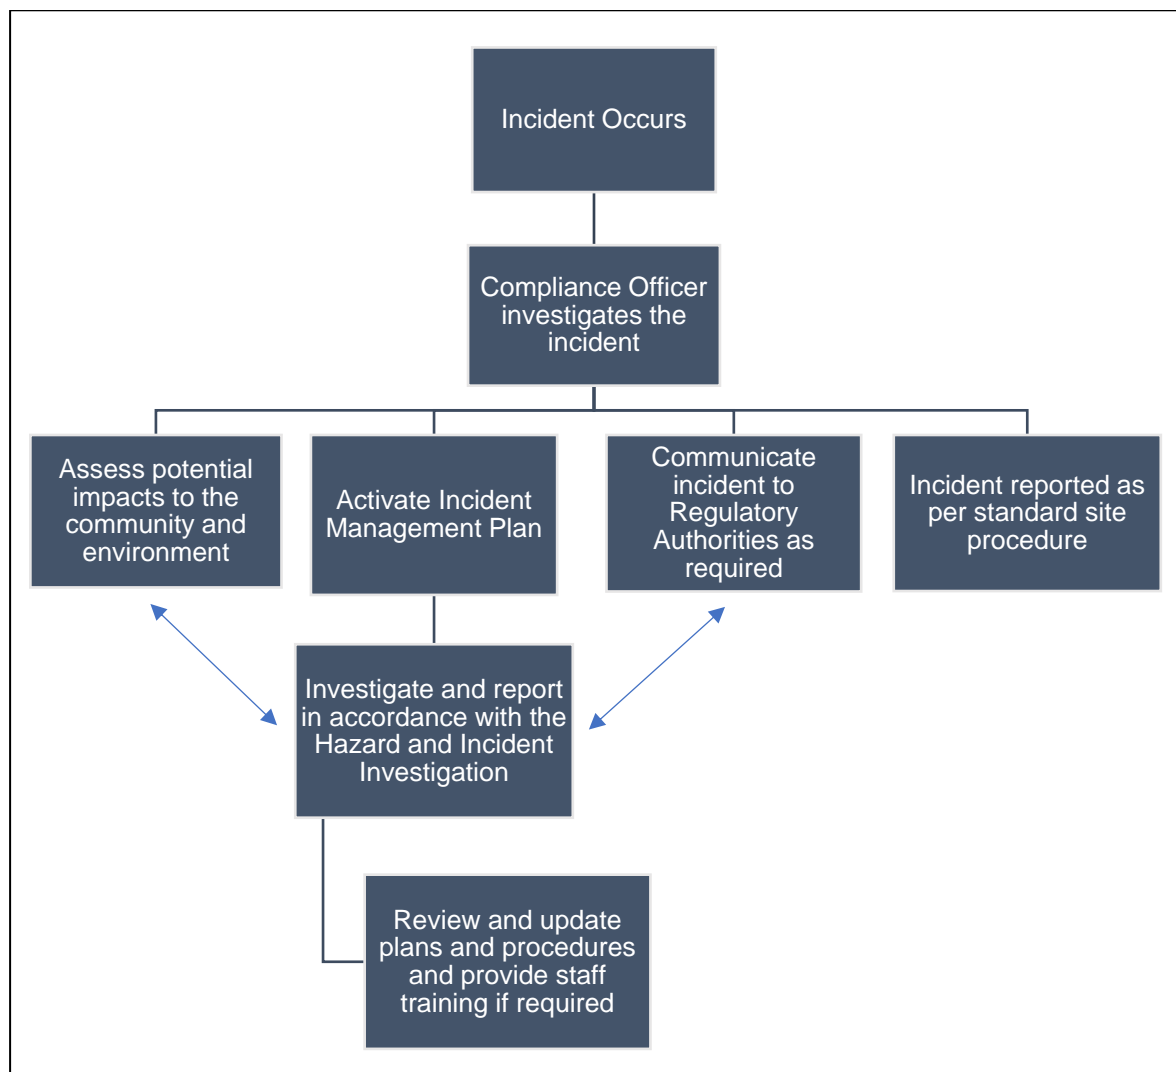 Incident Occurs
Compliance Officer
investigates the
incident
Assess potential
impacts to the
community and
environment
Activate Incident
Management Plan
Communicate
incident to
Regulatory
Authorities as
required
Incident reported as
per standard site
procedure
Investigate and report
in accordance with the
Hazard and Incident
Investigation
Review and update
plans and procedures
and provide staff
training if required